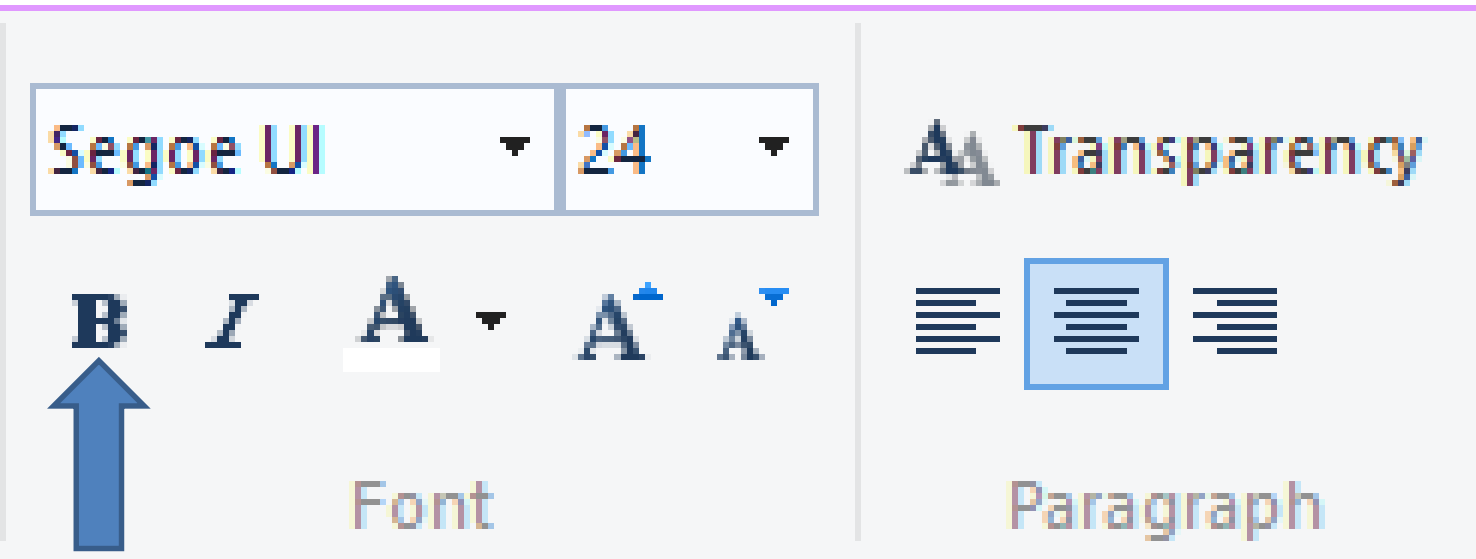 Segoe UI 24
Transparency
B I A A A
Font
Paragraph